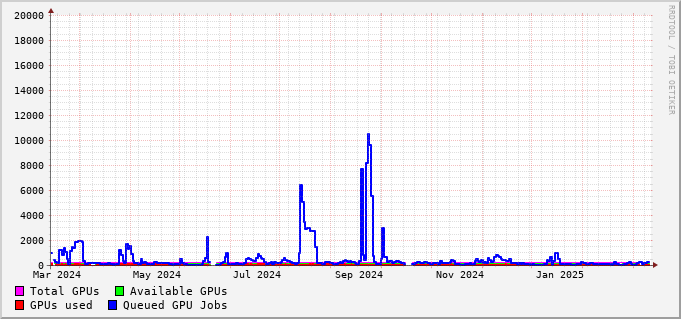 20000
18000
16000
14000
12000
10000
8000
6000
4000
2000
0
Mar 2024 May 2024 Jul 2024 Sep 2024 Nov 2024 Jan 2025
Total GPUs Available GPUs
GPUs used Queued GPU Jobs
RRDTOOL / TOBI OETIKER